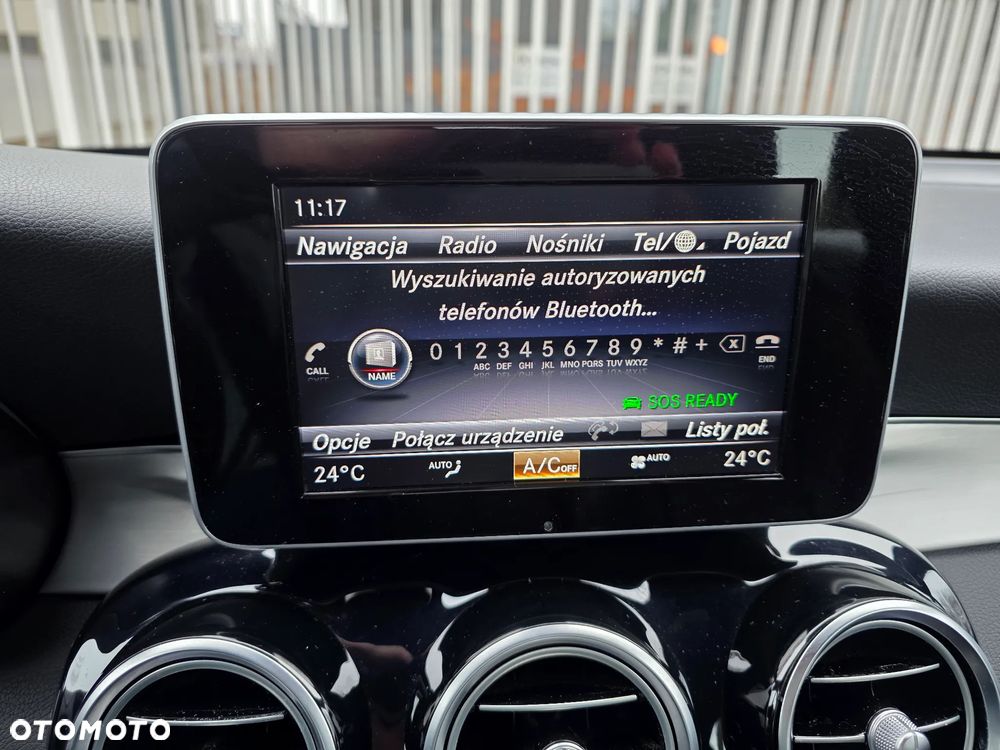 11:17
Nawigacja Radio Nośniki Tel/ Pojazd
Wyszukiwanie autoryzowanych
telefonów Bluetooth...
CALL NAME 0 1 2 3 4 5 6 7 8 9 * # + END
ABC DEF GHI JKL MNO PQRS TUV WXYZ
SOS READY
Opcje Połącz urządzenie Listy poł.
24°C AUTO A/C OFF AUTO 24°C
OTOMOTO